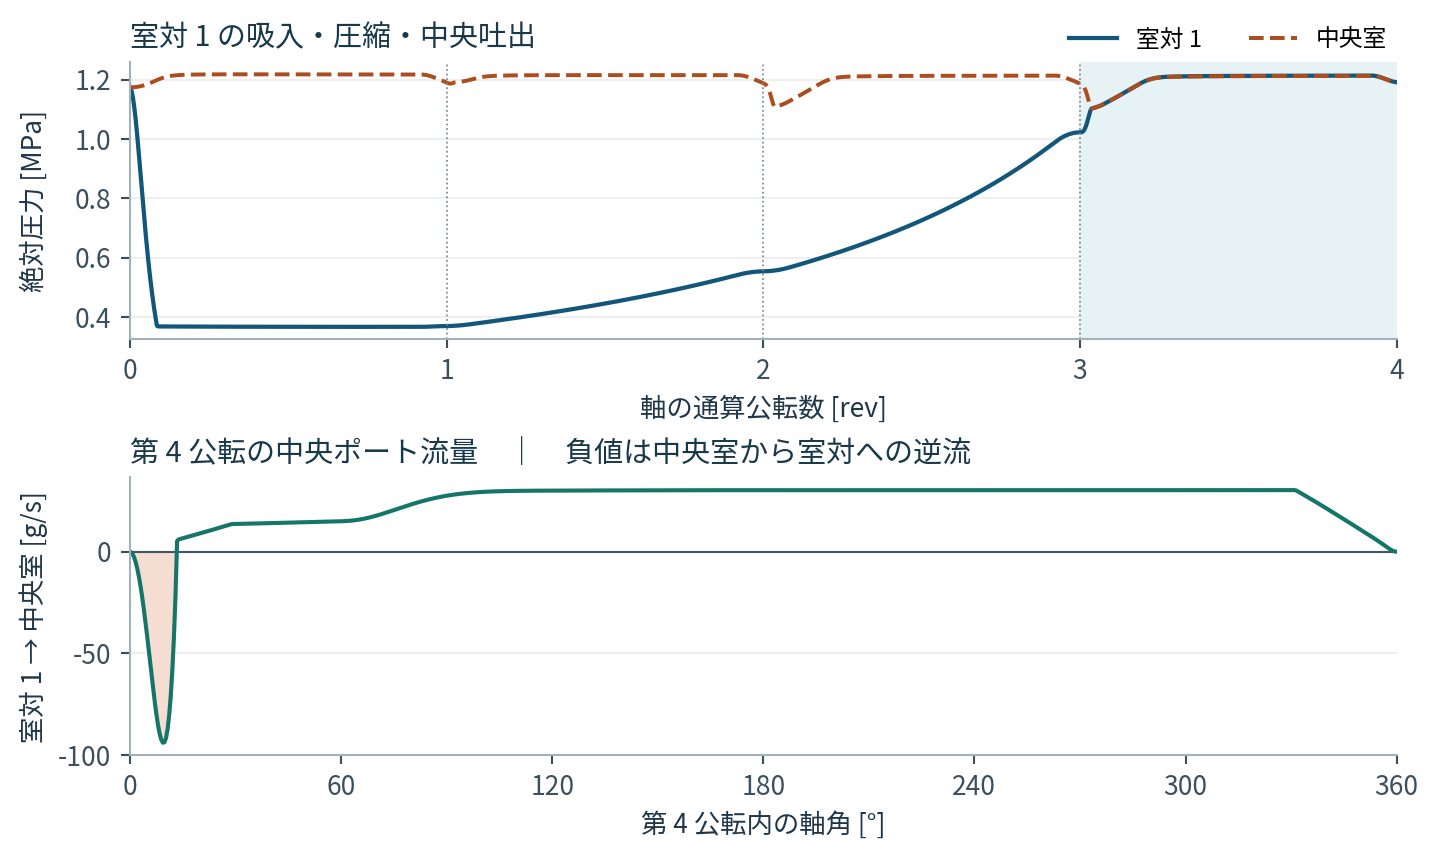 室対 1 の吸入・圧縮・中央吐出
室対 1
中央室
絶対圧力 [MPa]
1.2
1.0
0.8
0.6
0.4
0 1 2 3 4
軸の通算公転数 [rev]
第 4 公転の中央ポート流量 ｜ 負値は中央室から室対への逆流
室対 1 → 中央室 [g/s]
0
-50
-100
0 60 120 180 240 300 360
第 4 公転内の軸角 [°]